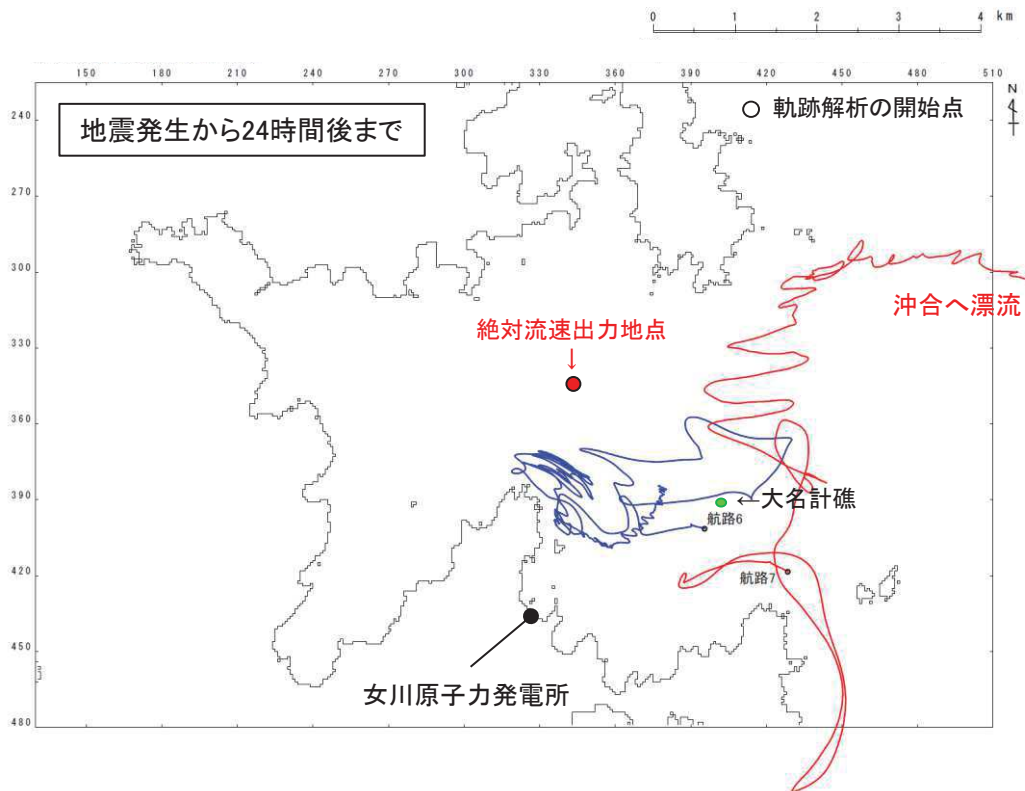 0 1 2 3 4 km
150 180 210 240 270 300 330 360 390 420 450 480 510
N
240
270
300
330
360
390
420
450
480
地震発生から24時間後まで
○ 軌跡解析の開始点
沖合へ漂流
絶対流速出力地点
↓
←大名計礁
航路6
航路7
女川原子力発電所